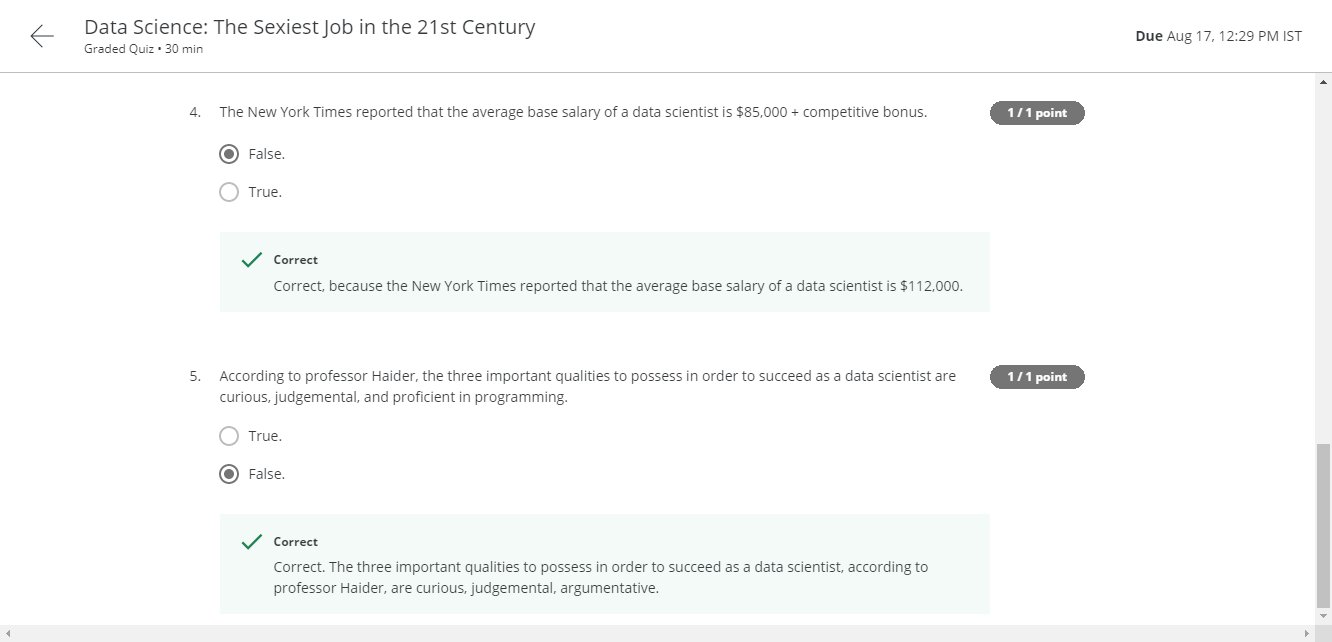 Data Science: The Sexiest Job in the 21st Century
Graded Quiz • 30 min
Due Aug 17, 12:29 PM IST
4. The New York Times reported that the average base salary of a data scientist is $85,000 + competitive bonus.
1 / 1 point
False.
True.
Correct
Correct, because the New York Times reported that the average base salary of a data scientist is $112,000.
5. According to professor Haider, the three important qualities to possess in order to succeed as a data scientist are
curious, judgemental, and proficient in programming.
1 / 1 point
True.
False.
Correct
Correct. The three important qualities to possess in order to succeed as a data scientist, according to
professor Haider, are curious, judgemental, argumentative.